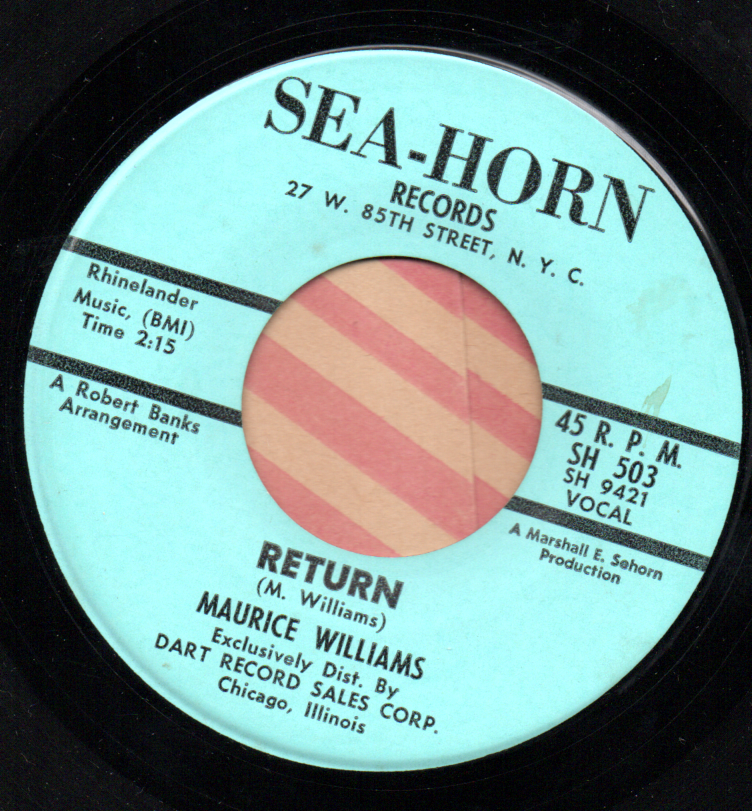 SEA-HORN
RECORDS
27 W. 85TH STREET, N. Y. C.
Rhinelander
Music, (BMI)
Time 2:15
A Robert Banks
Arrangement
45 R. P. M.
SH 503
SH 9421
VOCAL
A Marshall E. Sehorn
Production
RETURN
(M. Williams)
MAURICE WILLIAMS
Exclusively Dist. By
DART RECORD SALES CORP.
Chicago, Illinois